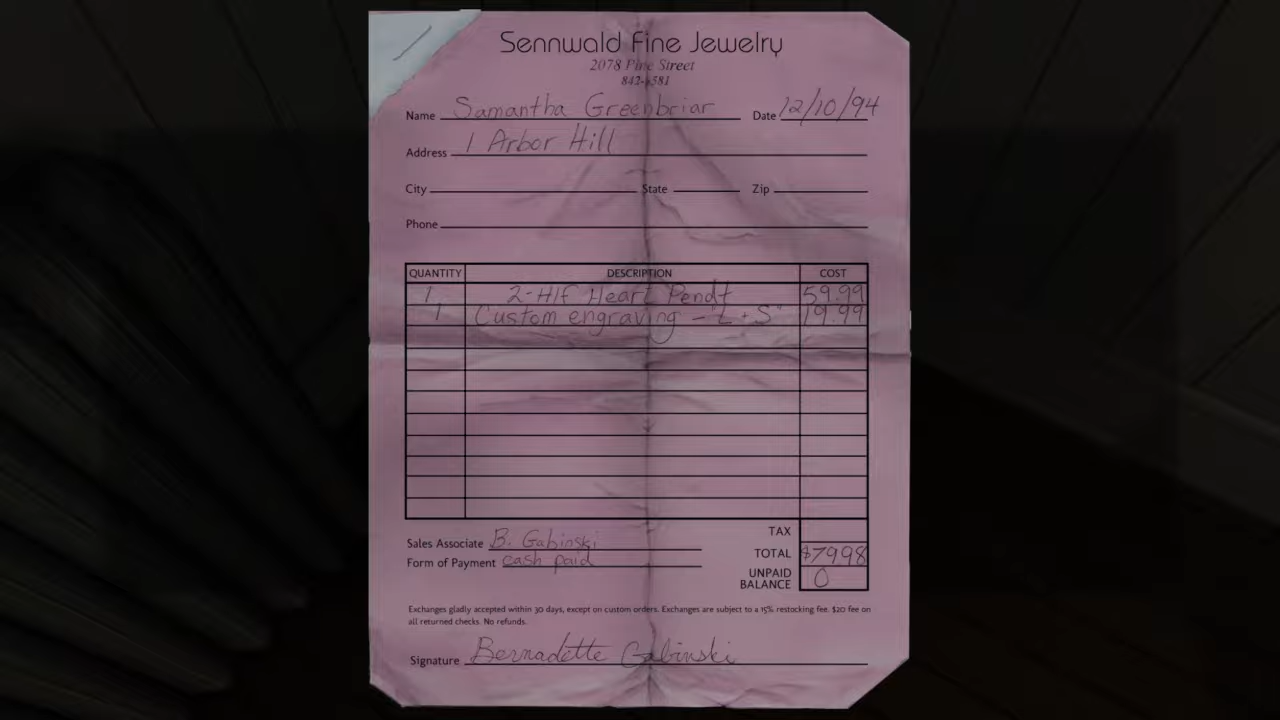 Sennwald Fine Jewelry
2078 Pine Street
842-1581
Name Samantha Greenbriar Date 12/10/94
Address 1 Arbor Hill
City State Zip
Phone
QUANTITY DESCRIPTION COST
1 2-Hlf Heart Pendt 59.99
1 Custom engraving - "L + S" 19.99
TAX
Sales Associate B. Gabinski
TOTAL $79.98
Form of Payment cash paid
UNPAID BALANCE 0
Exchanges gladly accepted within 30 days, except on custom orders. Exchanges are subject to a 15% restocking fee. $20 fee on
all returned checks. No refunds.
Signature Bernadette Gabinski